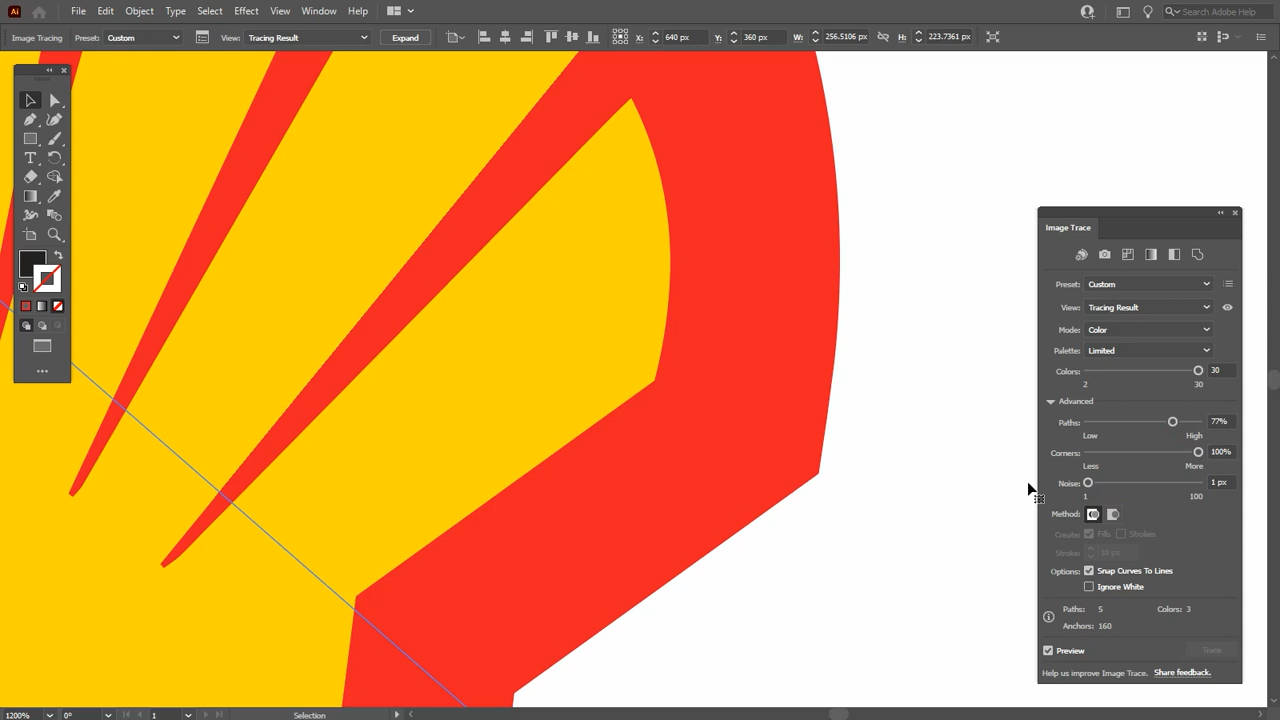 Ai File Edit Object Type Select Effect View Window Help Search Adobe Help
Image Tracing Preset: Custom View: Tracing Result Expand X: 640 px Y: 360 px W: 256.5106 px H: 223.7361 px
Image Trace
Preset: Custom
View: Tracing Result
Mode: Color
Palette: Limited
Colors: 30
2 30
Advanced
Paths: 77%
Low High
Corners: 100%
Less More
Noise: 1 px
1 100
Method:
Create: Fills Strokes
Stroke: 10 px
Options: Snap Curves To Lines
Ignore White
Paths: 5 Colors: 3
Anchors: 160
Preview Trace
Help us improve Image Trace. Share feedback.
1200% 0° 1 Selection